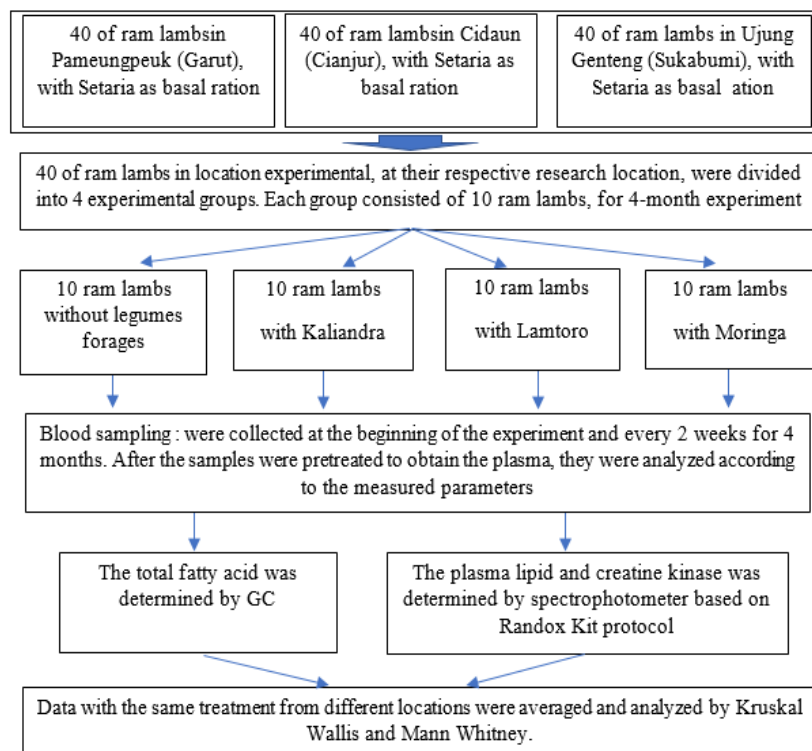 40 of ram lambsin
Pameungpeuk (Garut),
with Setaria as basal ration
40 of ram lambsin Cidaun
(Cianjur), with Setaria as
basal ration
40 of ram lambs in Ujung
Genteng (Sukabumi), with
Setaria as basal ation
40 of ram lambs in location experimental, at their respective research location, were divided
into 4 experimental groups. Each group consisted of 10 ram lambs, for 4-month experiment
10 ram lambs
without legumes
forages
10 ram lambs
with Kaliandra
10 ram lambs
with Lamtoro
10 ram lambs
with Moringa
Blood sampling : were collected at the beginning of the experiment and every 2 weeks for 4
months. After the samples were pretreated to obtain the plasma, they were analyzed according
to the measured parameters
The total fatty acid was
determined by GC
The plasma lipid and creatine kinase was
determined by spectrophotometer based on
Randox Kit protocol
Data with the same treatment from different locations were averaged and analyzed by Kruskal
Wallis and Mann Whitney.